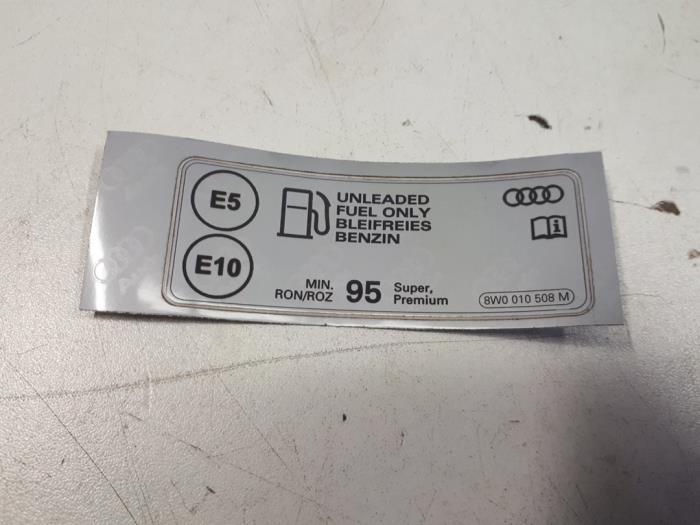 E5
E10
UNLEADED
FUEL ONLY
BLEIFREIES
BENZIN
MIN.
RON/ROZ
95
Super,
Premium
i
8W0 010 508 M